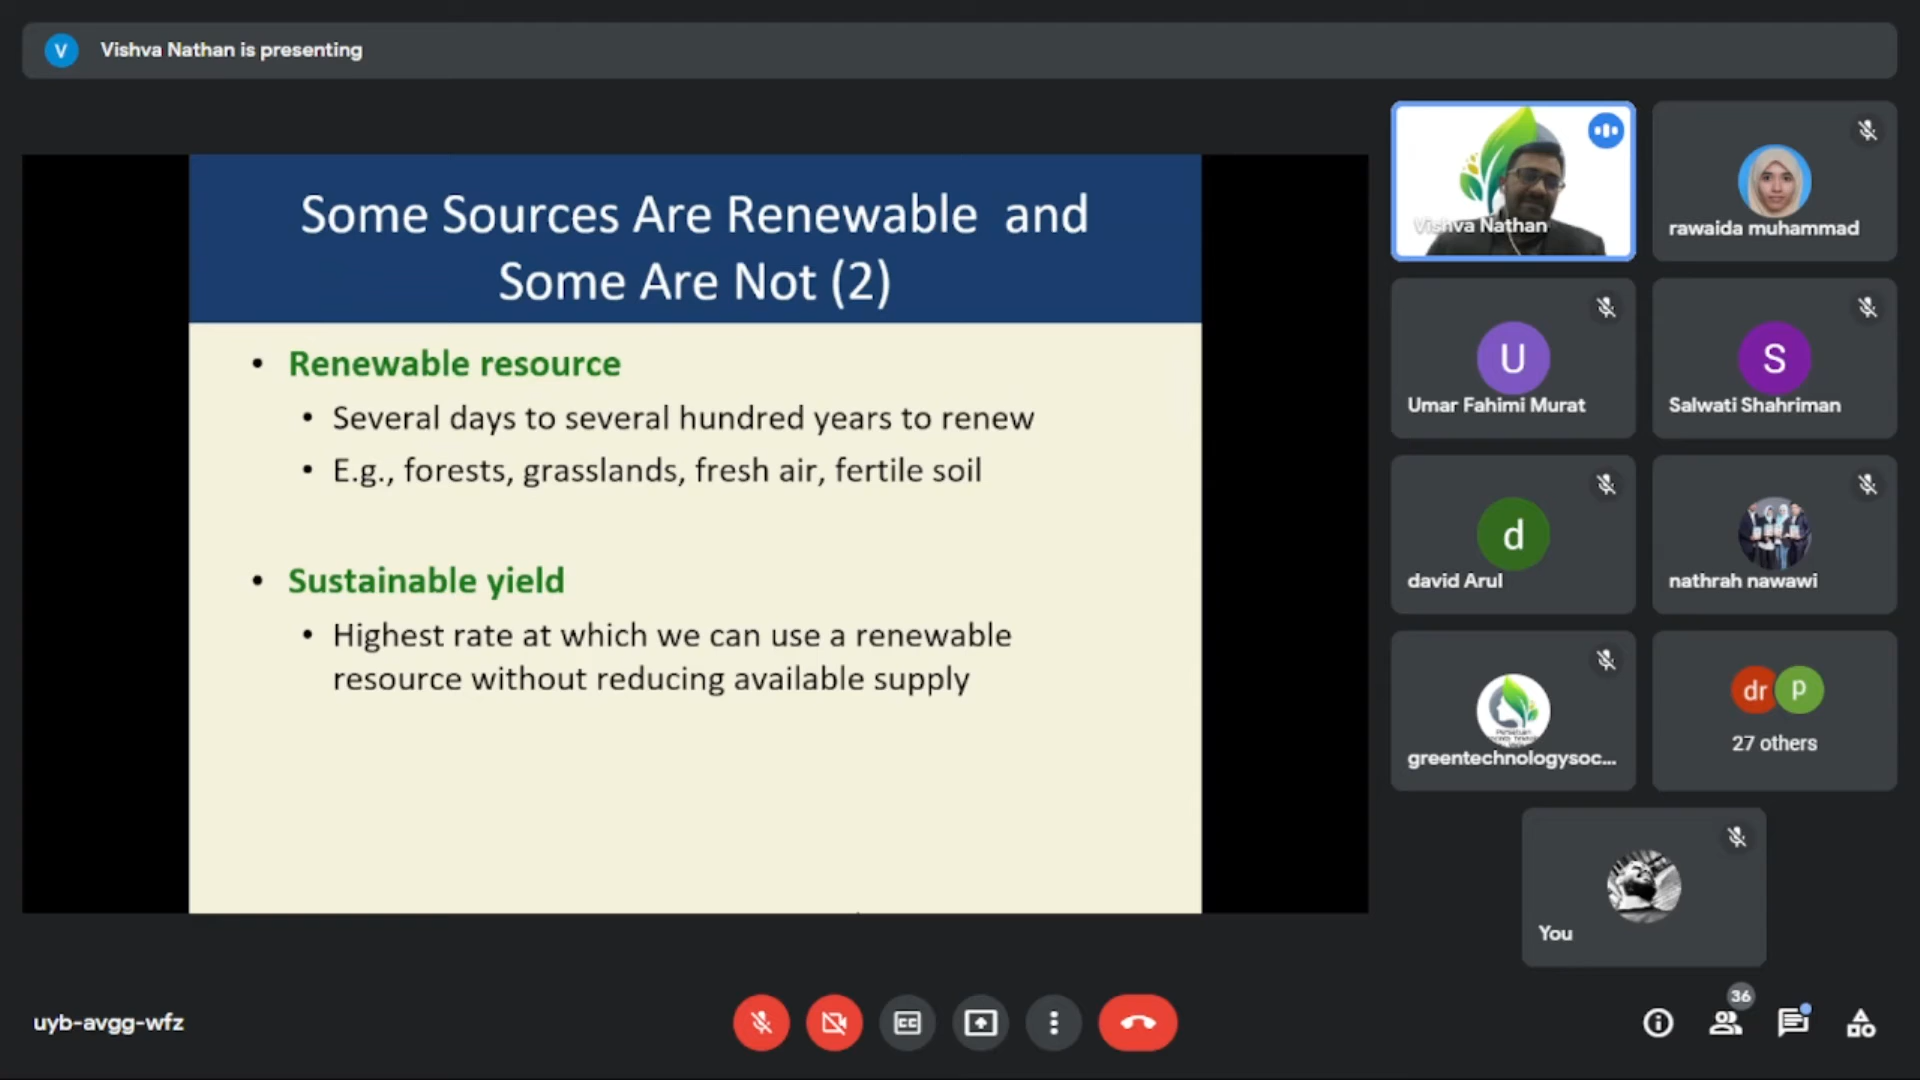 V Vishva Nathan is presenting
Some Sources Are Renewable and
Some Are Not (2)
• Renewable resource
• Several days to several hundred years to renew
• E.g., forests, grasslands, fresh air, fertile soil
• Sustainable yield
• Highest rate at which we can use a renewable
resource without reducing available supply
Vishva Nathan
rawaida muhammad
U
Umar Fahimi Murat
S
Salwati Shahriman
d
david Arul
nathrah nawawi
greentechnologysoc...
dr p
27 others
You
uyb-avgg-wfz
CC
36